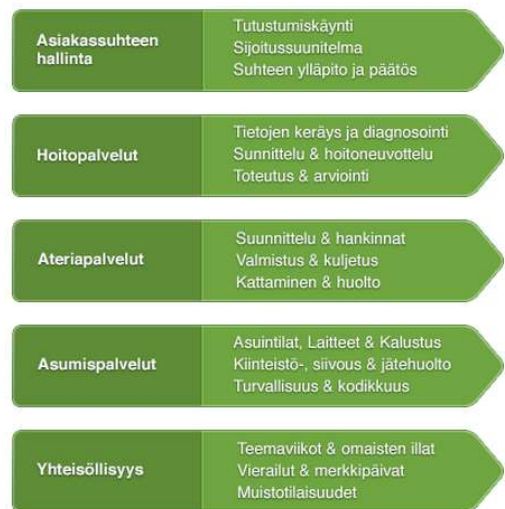 Asiakassuhteen
hallinta
Tutustumiskäynti
Sijoitussuunitelma
Suhteen ylläpito ja päätös
Hoitopalvelut
Tietojen keräys ja diagnosointi
Sunnittelu & hoitoneuvottelu
Toteutus & arviointi
Ateriapalvelut
Suunnittelu & hankinnat
Valmistus & kuljetus
Kattaminen & huolto
Asumispalvelut
Asuintilat, Laitteet & Kalustus
Kiinteistö-, siivous & jätehuolto
Turvallisuus & kodikkuus
Yhteisöllisyys
Teemaviikot & omaisten illat
Vierailut & merkkipäivat
Muistotilaisuudet